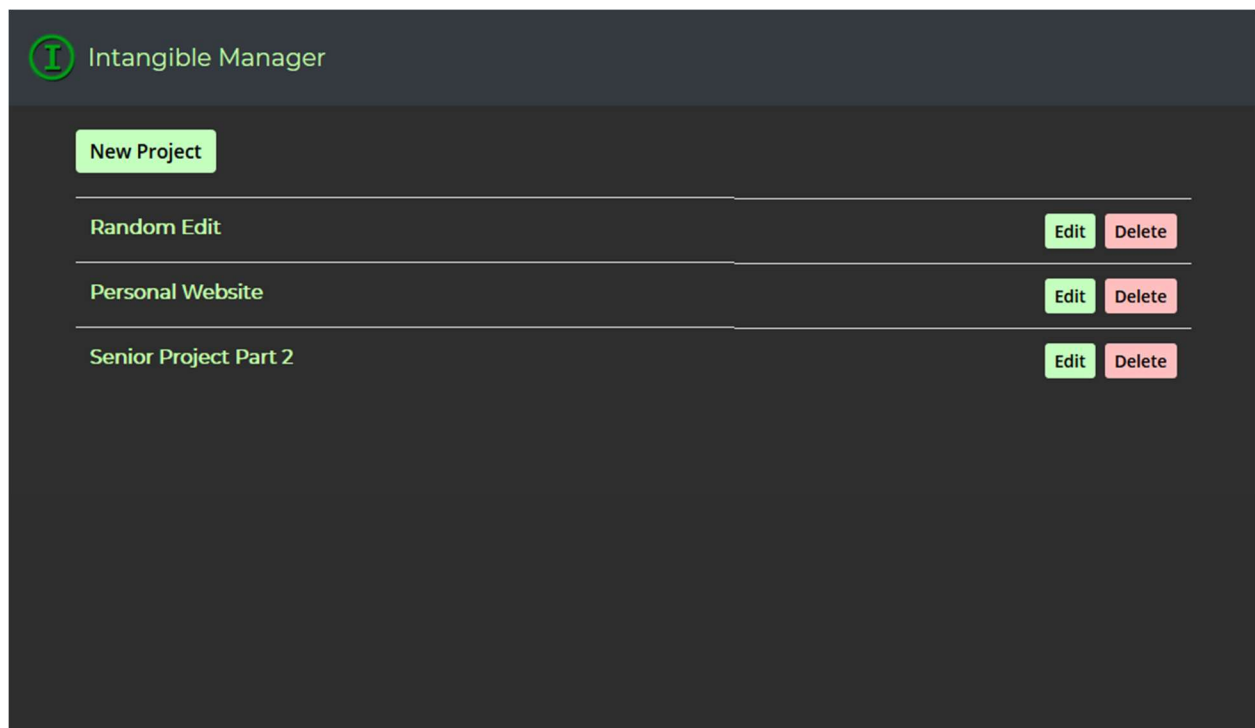 I Intangible Manager
New Project
Random Edit Edit Delete
Personal Website Edit Delete
Senior Project Part 2 Edit Delete